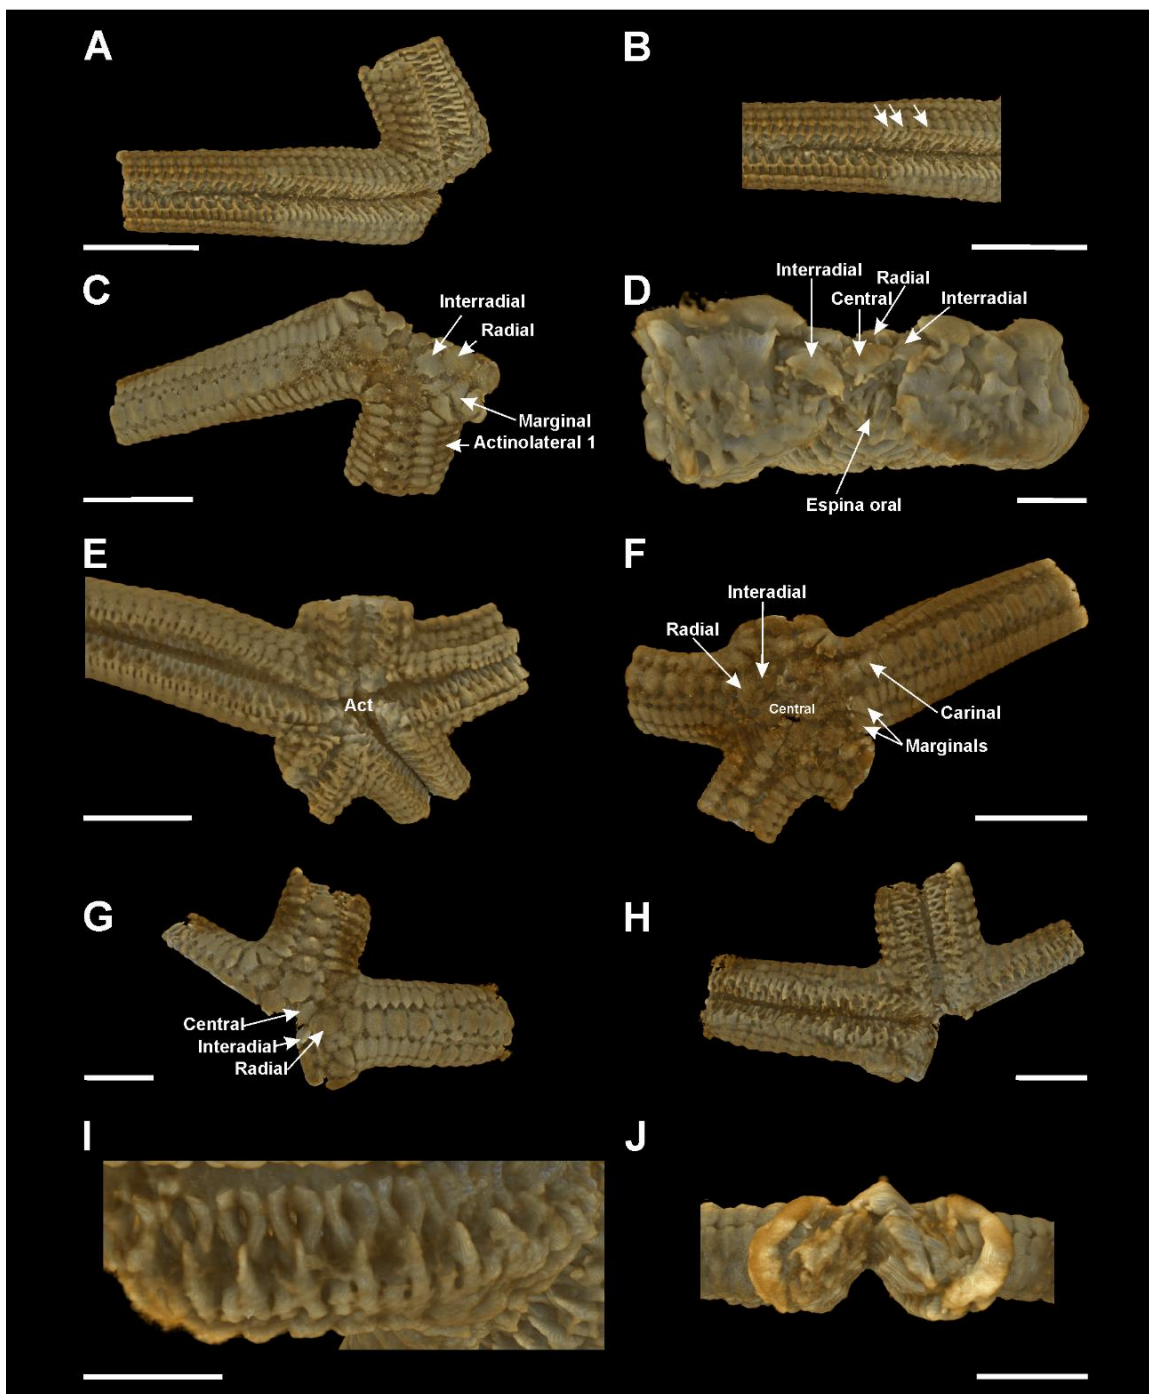 A
B
C
Interradial
Radial
Marginal
Actinolateral 1
D
Interradial
Radial
Central
Interradial
Espina oral
E
Act
F
Interadial
Radial
Central
Carinal
Marginals
G
Central
Interadial
Radial
H
I
J